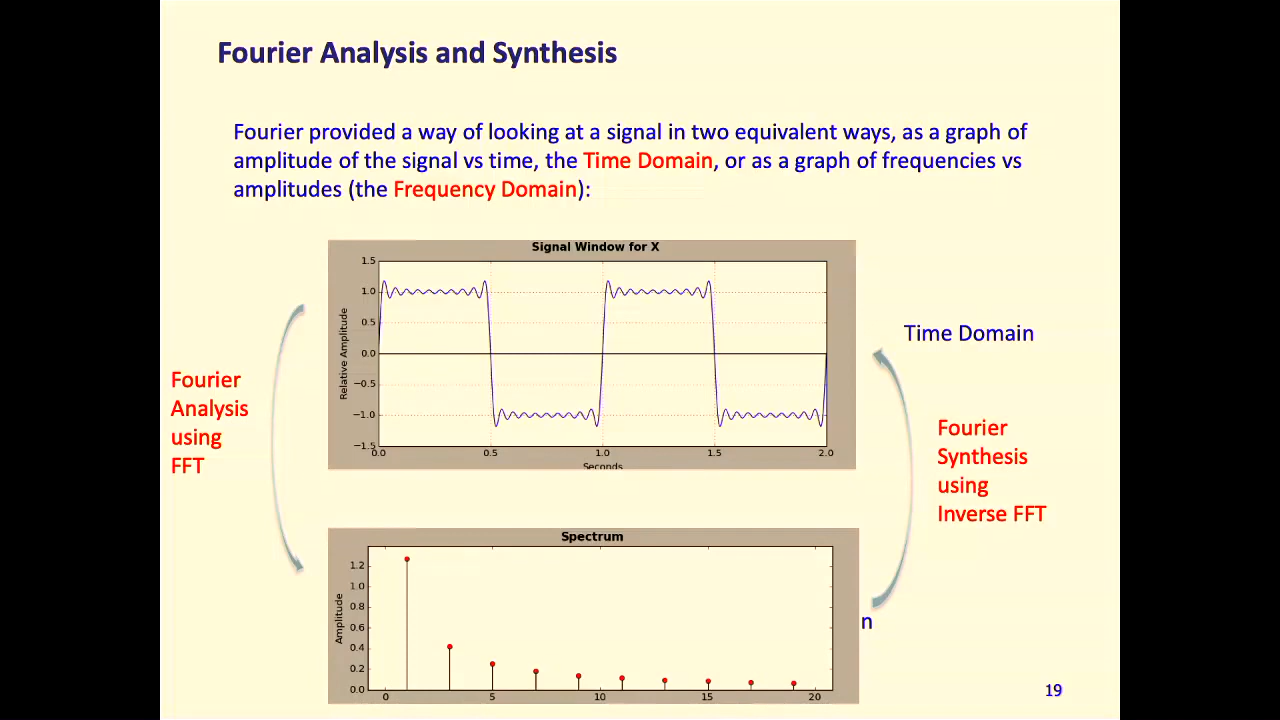 Fourier Analysis and Synthesis
Fourier provided a way of looking at a signal in two equivalent ways, as a graph of
amplitude of the signal vs time, the Time Domain, or as a graph of frequencies vs
amplitudes (the Frequency Domain):
Signal Window for X
1.5
1.0
0.5
0.0
−0.5
−1.0
−1.5
Relative Amplitude
0.0 0.5 1.0 1.5 2.0
Seconds
Time Domain
Fourier
Analysis
using
FFT
Fourier
Synthesis
using
Inverse FFT
Spectrum
1.2
1.0
0.8
0.6
0.4
0.2
0.0
Amplitude
0 5 10 15 20
n
19